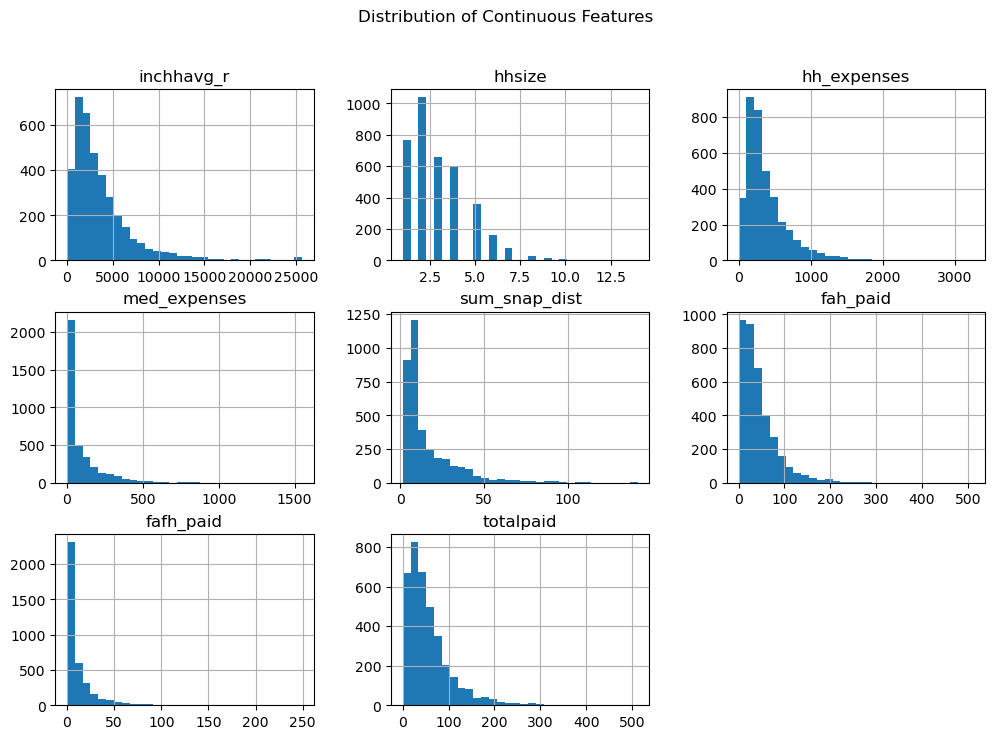 Distribution of Continuous Features
inchhavg_r
hhsize
hh_expenses
600
400
200
0
0 5000 10000 15000 20000 25000
1000
800
600
400
200
0
2.5 5.0 7.5 10.0 12.5
800
600
400
200
0
0 1000 2000 3000
med_expenses
sum_snap_dist
fah_paid
2000
1500
1000
500
0
0 500 1000 1500
1250
1000
750
500
250
0
0 50 100
1000
800
600
400
200
0
0 100 200 300 400 500
fafh_paid
totalpaid
2000
1500
1000
500
0
0 50 100 150 200 250
800
600
400
200
0
0 100 200 300 400 500